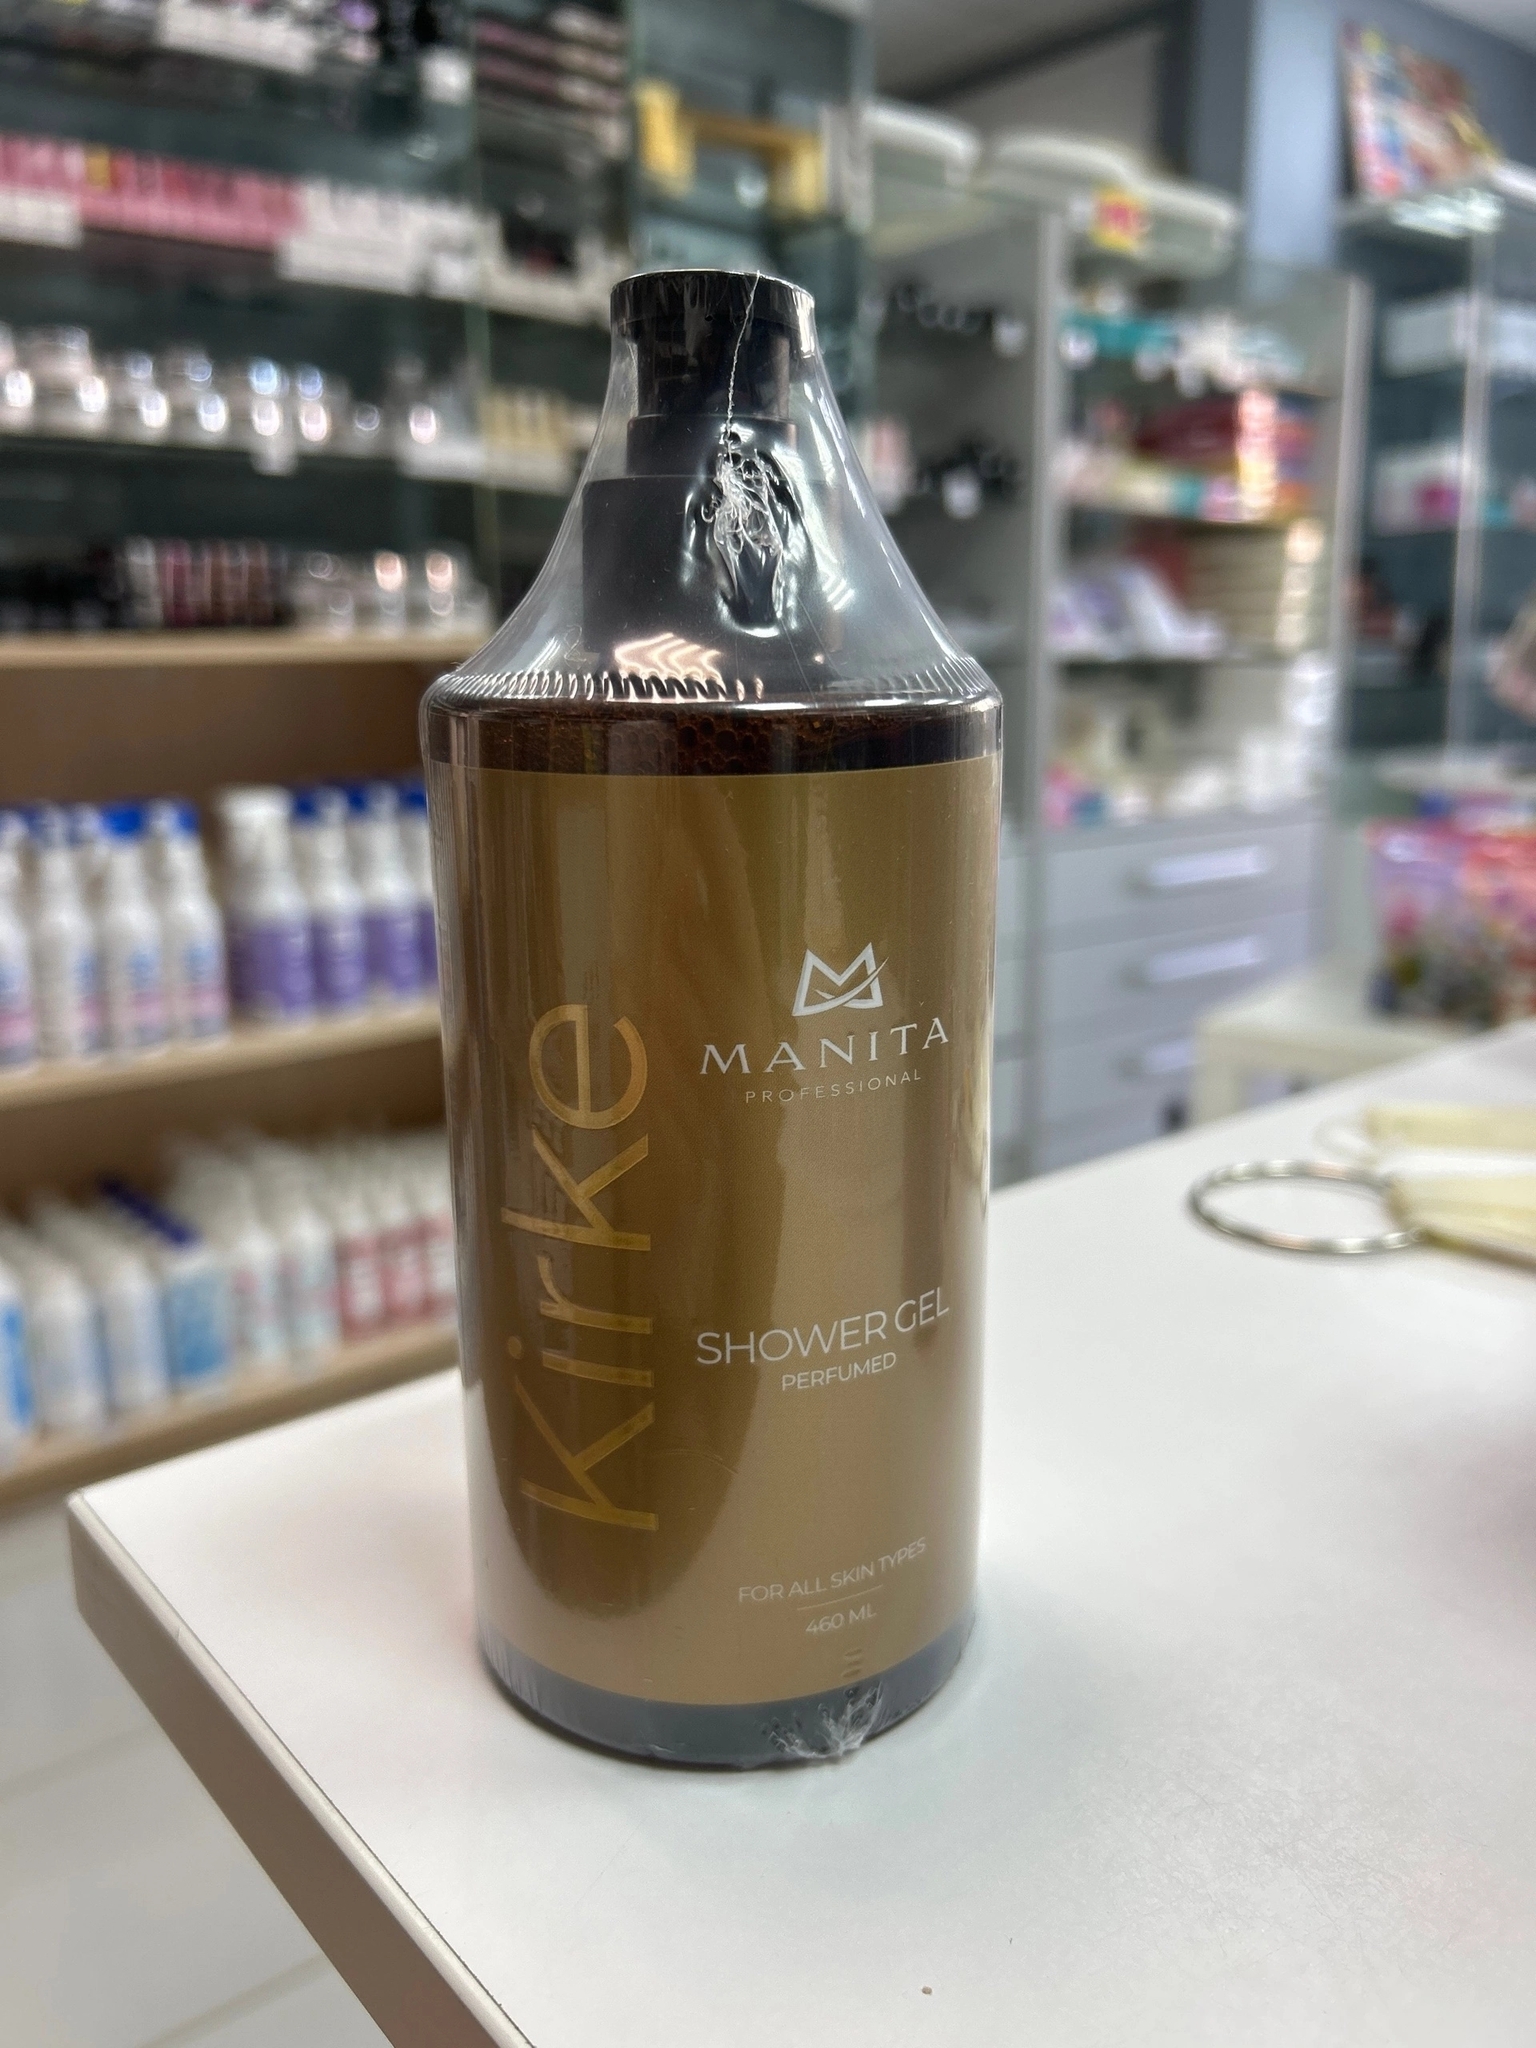 MANITA
PROFESSIONAL
Kirke
SHOWER GEL
PERFUMED
FOR ALL SKIN TYPES
460 ML